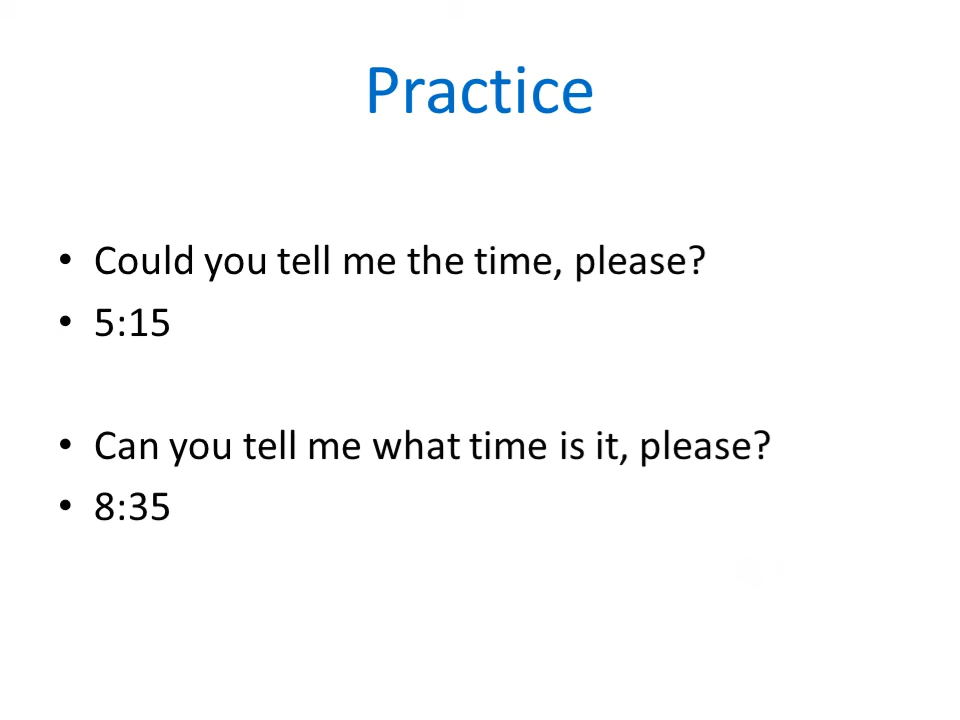 Practice
• Could you tell me the time, please?
• 5:15
• Can you tell me what time is it, please?
• 8:35